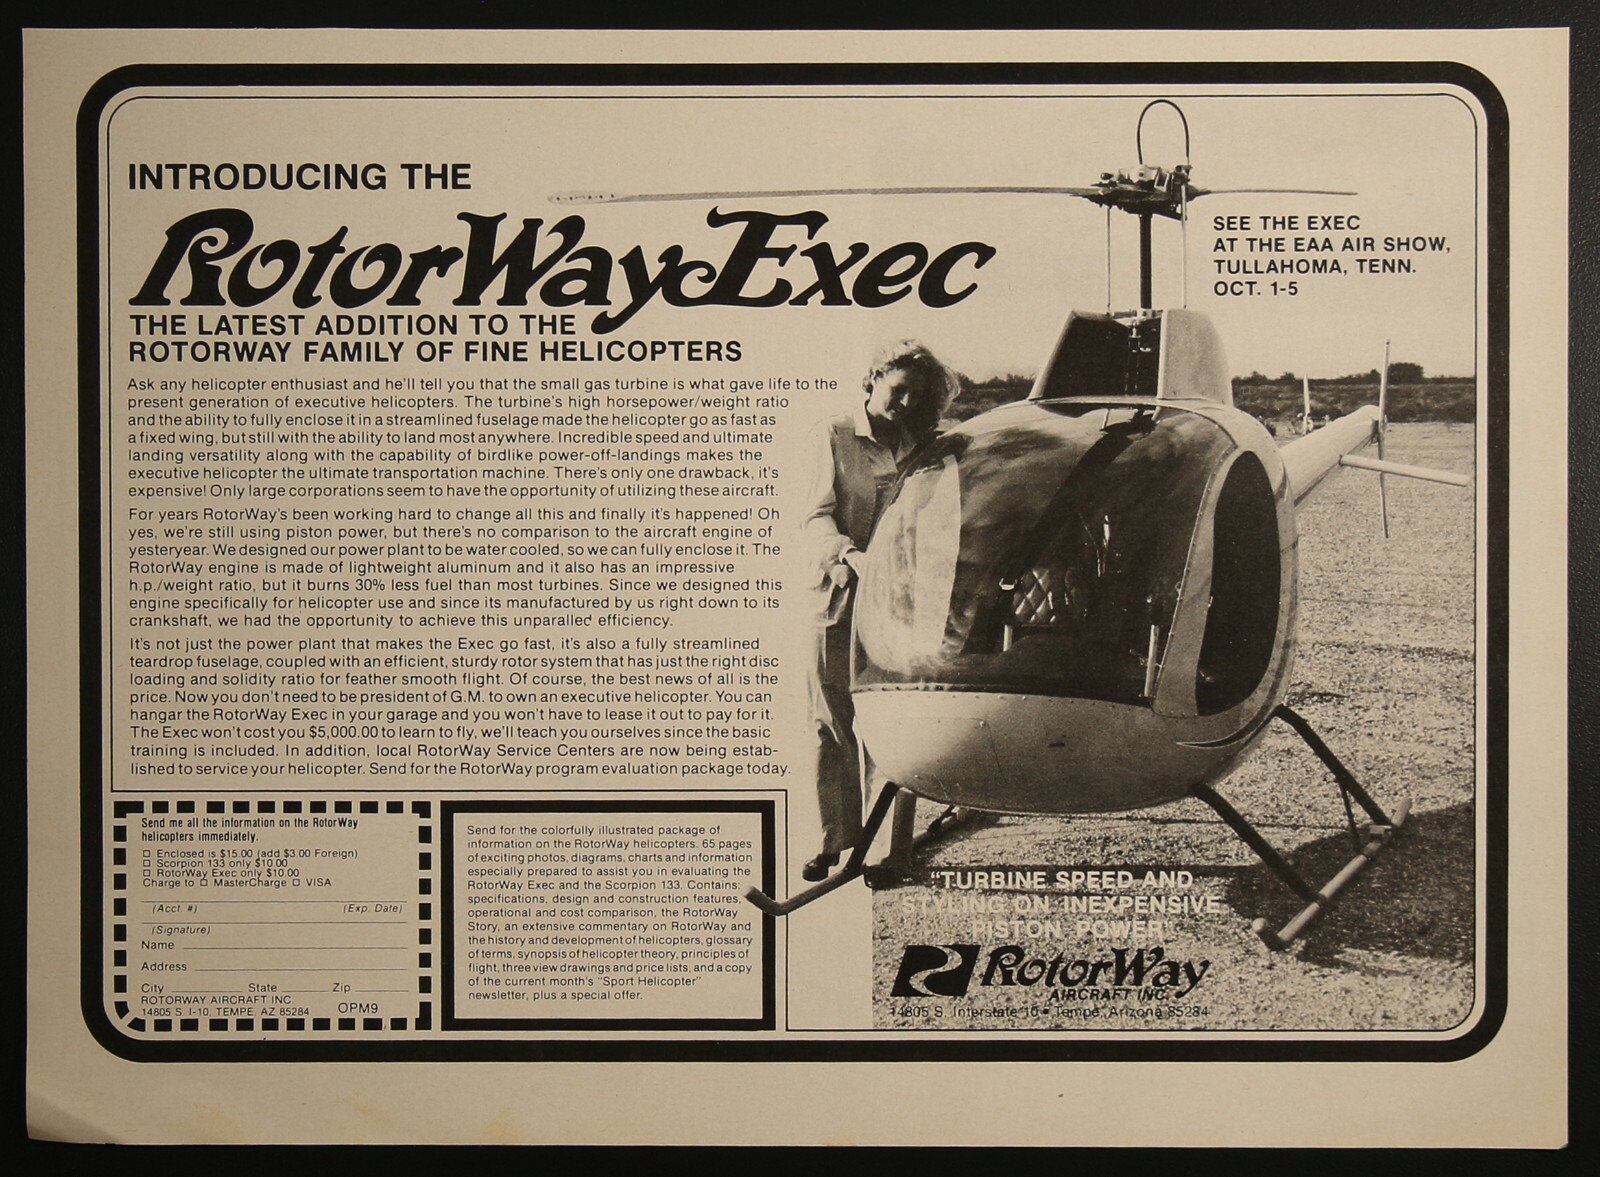 INTRODUCING THE
RotorWay Exec
THE LATEST ADDITION TO THE
ROTORWAY FAMILY OF FINE HELICOPTERS
SEE THE EXEC
AT THE EAA AIR SHOW,
TULLAHOMA, TENN.
OCT. 1-5
Ask any helicopter enthusiast and he'll tell you that the small gas turbine is what gave life to the
present generation of executive helicopters. The turbine's high horsepower/weight ratio
and the ability to fully enclose it in a streamlined fuselage made the helicopter go as fast as
a fixed wing, but still with the ability to land most anywhere. Incredible speed and ultimate
landing versatility along with the capability of birdlike power-off-landings makes the
executive helicopter the ultimate transportation machine. There's only one drawback, it's
expensive! Only large corporations seem to have the opportunity of utilizing these aircraft.
For years RotorWay's been working hard to change all this and finally it's happened! Oh
yes, we're still using piston power, but there's no comparison to the aircraft engine of
yesteryear. We designed our power plant to be water cooled, so we can fully enclose it. The
RotorWay engine is made of lightweight aluminum and it also has an impressive
h.p./weight ratio, but it burns 30% less fuel than most turbines. Since we designed this
engine specifically for helicopter use and since its manufactured by us right down to its
crankshaft, we had the opportunity to achieve this unparalled efficiency.
It's not just the power plant that makes the Exec go fast, it's also a fully streamlined
teardrop fuselage, coupled with an efficient, sturdy rotor system that has just the right disc
loading and solidity ratio for feather smooth flight. Of course, the best news of all is the
price. Now you don't need to be president of G.M. to own an executive helicopter. You can
hangar the RotorWay Exec in your garage and you won't have to lease it out to pay for it.
The Exec won't cost you $5,000.00 to learn to fly, we'll teach you ourselves since the basic
training is included. In addition, local RotorWay Service Centers are now being estab-
lished to service your helicopter. Send for the RotorWay program evaluation package today.
Send me all the information on the RotorWay
helicopters immediately.
☐ Enclosed is $15.00 (add $3.00 Foreign)
☐ Scorpion 133 only $10.00
☐ RotorWay Exec only $10.00
Charge to ☐ MasterCharge ☐ VISA
(Acct. #) (Exp. Date)
(Signature)
Name
Address
City State Zip
ROTORWAY AIRCRAFT INC.
14805 S. I-10, TEMPE, AZ 85284 OPM9
Send for the colorfully illustrated package of
information on the RotorWay helicopters. 65 pages
of exciting photos, diagrams, charts and information
especially prepared to assist you in evaluating the
RotorWay Exec and the Scorpion 133. Contains:
specifications, design and construction features,
operational and cost comparison, the RotorWay
Story, an extensive commentary on RotorWay and
the history and development of helicopters, glossary
of terms, synopsis of helicopter theory, principles of
flight, three view drawings and price lists, and a copy
of the current month's "Sport Helicopter"
newsletter, plus a special offer.
"TURBINE SPEED AND
STYLING ON INEXPENSIVE
PISTON POWER"
RotorWay
AIRCRAFT INC.
14805 S. Interstate 10 • Tempe, Arizona 85284